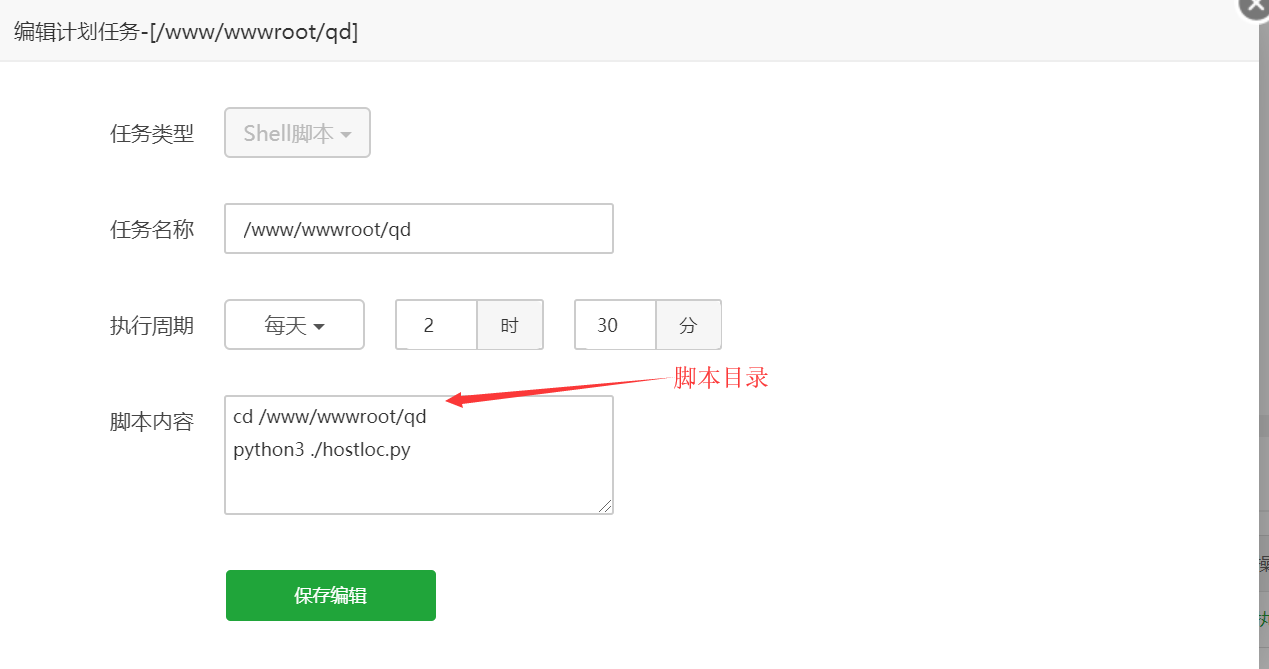 编辑计划任务-[/www/wwwroot/qd]
任务类型 Shell脚本
任务名称 /www/wwwroot/qd
执行周期 每天 2 时 30 分
脚本目录
脚本内容 cd /www/wwwroot/qd
python3 ./hostloc.py
保存编辑